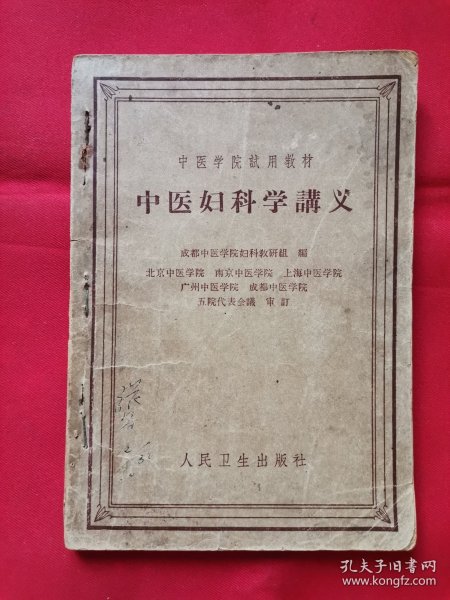 中医学院試用教材
中医妇科学講义
成都中医学院妇科教研組 編
北京中医学院 南京中医学院 上海中医学院
广州中医学院 成都中医学院
五院代表会議 审訂
人民卫生出版社
孔夫子旧书网
www.kongfz.com